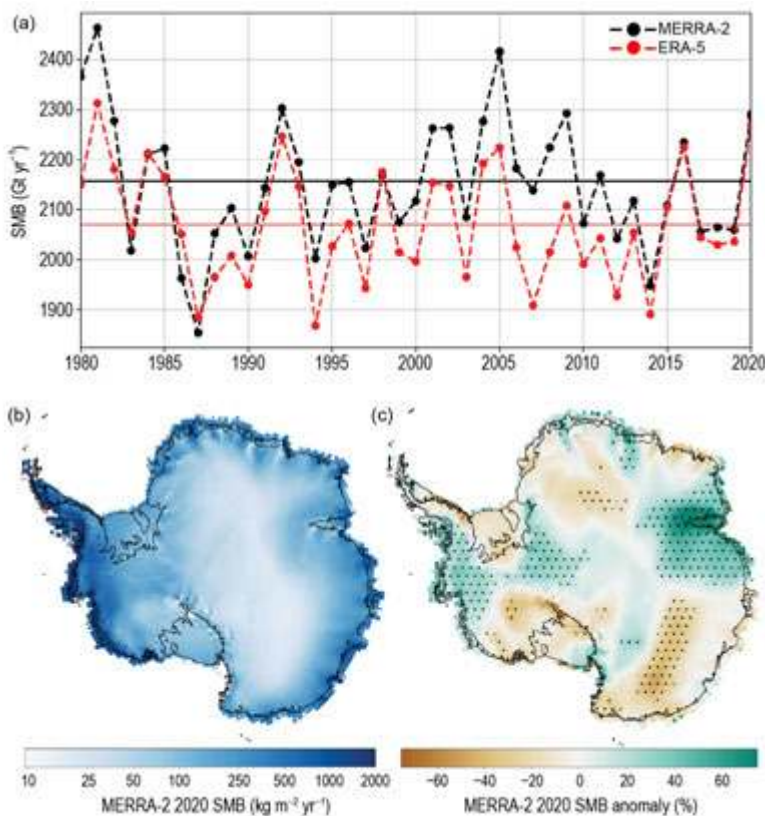 (a)
MERRA-2
ERA-5
2400
2300
2200
2100
2000
1900
SMB (Gt yr⁻¹)
1980 1985 1990 1995 2000 2005 2010 2015 2020
(b) (c)
10 25 50 100 250 500 1000 2000
MERRA-2 2020 SMB (kg m⁻² yr⁻¹)
−60 −40 −20 0 20 40 60
MERRA-2 2020 SMB anomaly (%)